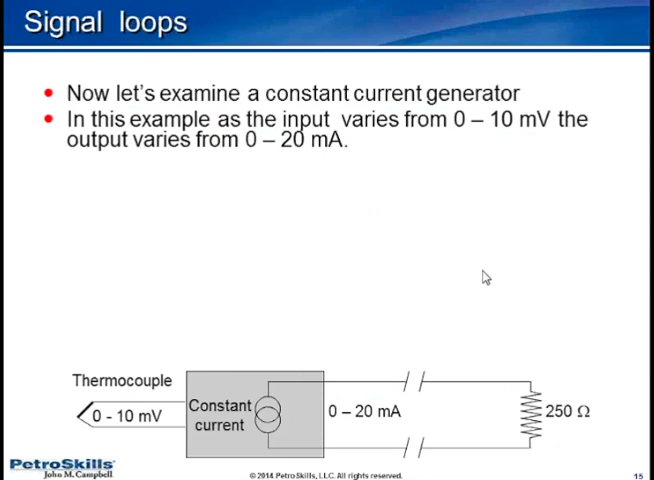 Signal loops
Now let's examine a constant current generator
In this example as the input varies from 0 – 10 mV the
output varies from 0 – 20 mA.
Thermocouple
0 - 10 mV
Constant
current
0 – 20 mA
250 Ω
PetroSkills
John M. Campbell
© 2014 PetroSkills, LLC. All rights reserved.
15